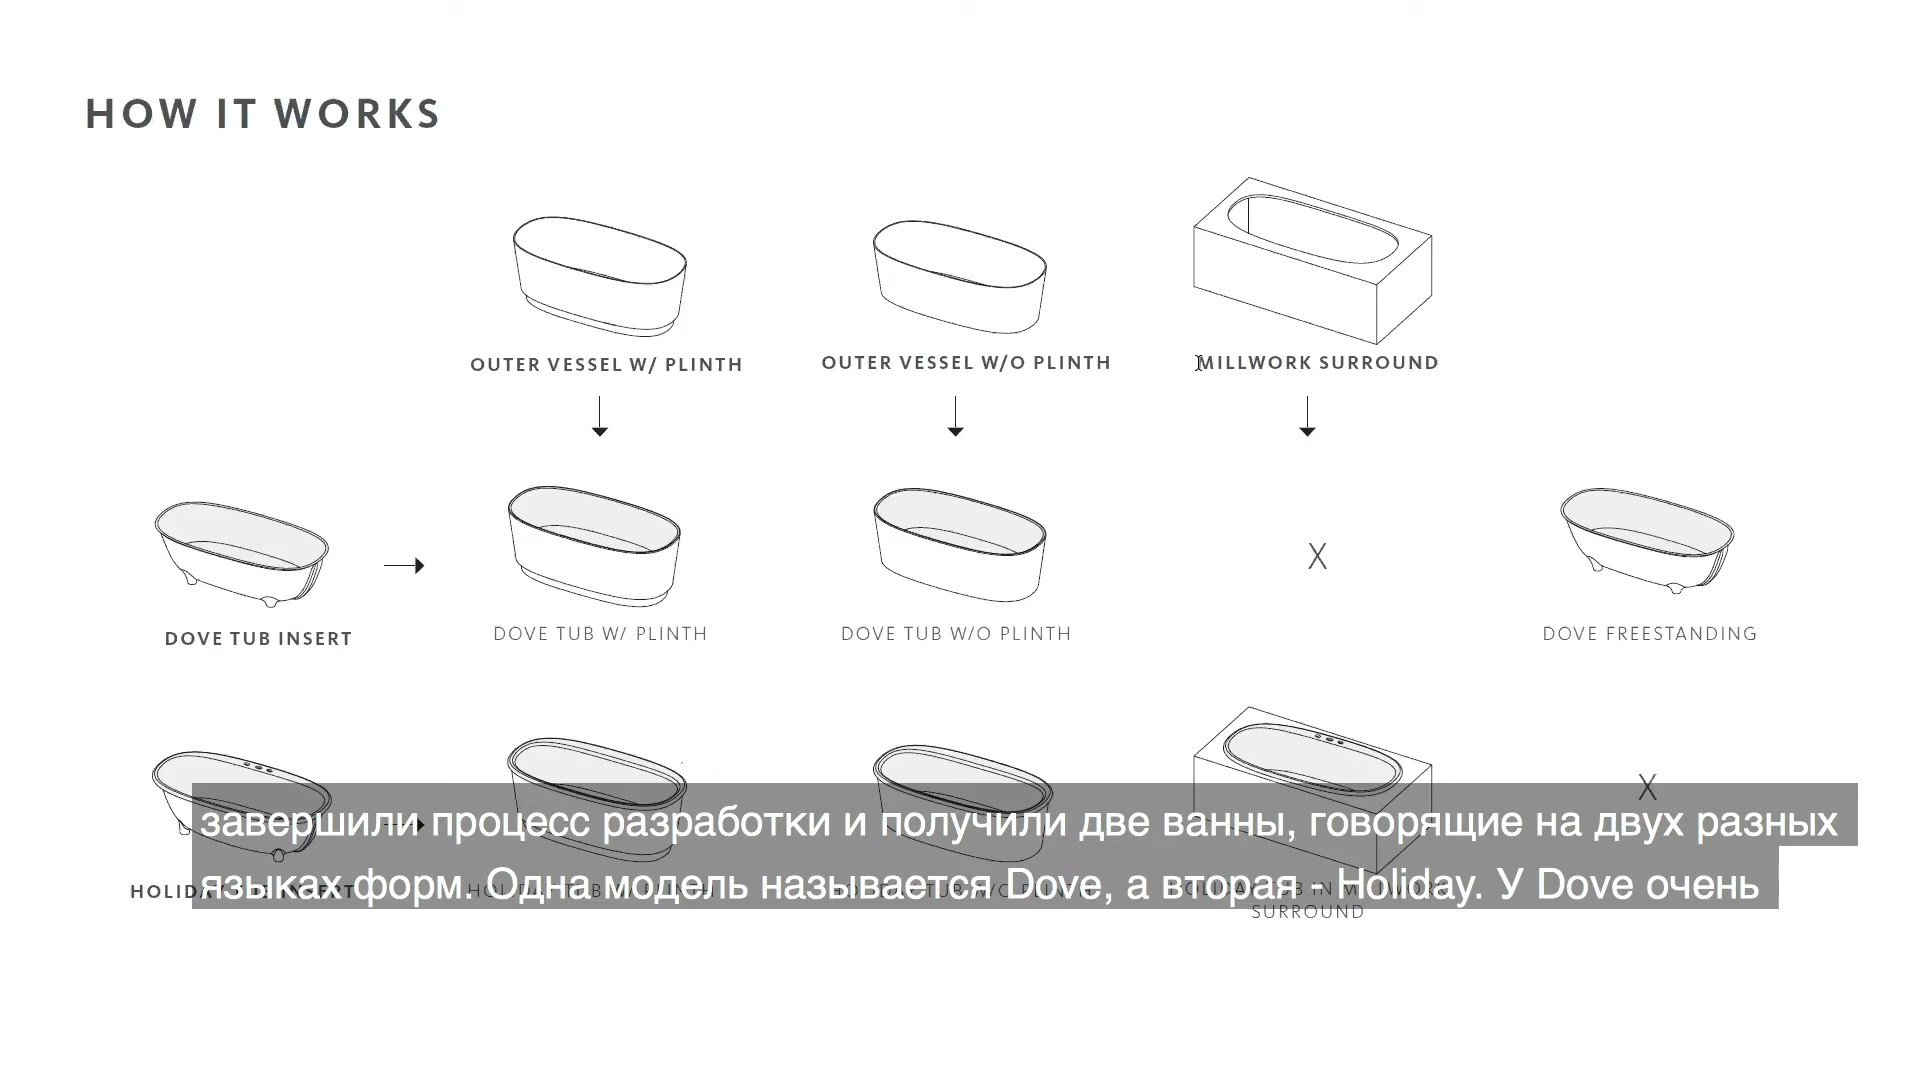 HOW IT WORKS
OUTER VESSEL W/ PLINTH
OUTER VESSEL W/O PLINTH
MILLWORK SURROUND
X
DOVE TUB INSERT
DOVE TUB W/ PLINTH
DOVE TUB W/O PLINTH
DOVE FREESTANDING
X
завершили процесс разработки и получили две ванны, говорящие на двух разных
языках форм. Одна модель называется Dove, а вторая - Holiday. У Dove очень
SURROUND